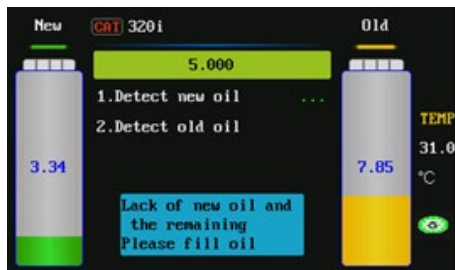 New
CAT 320i
Old
5.000
1.Detect new oil ...
2.Detect old oil
TEMP
31.0
°C
3.34
7.85
Lack of new oil and
the remaining
Please fill oil